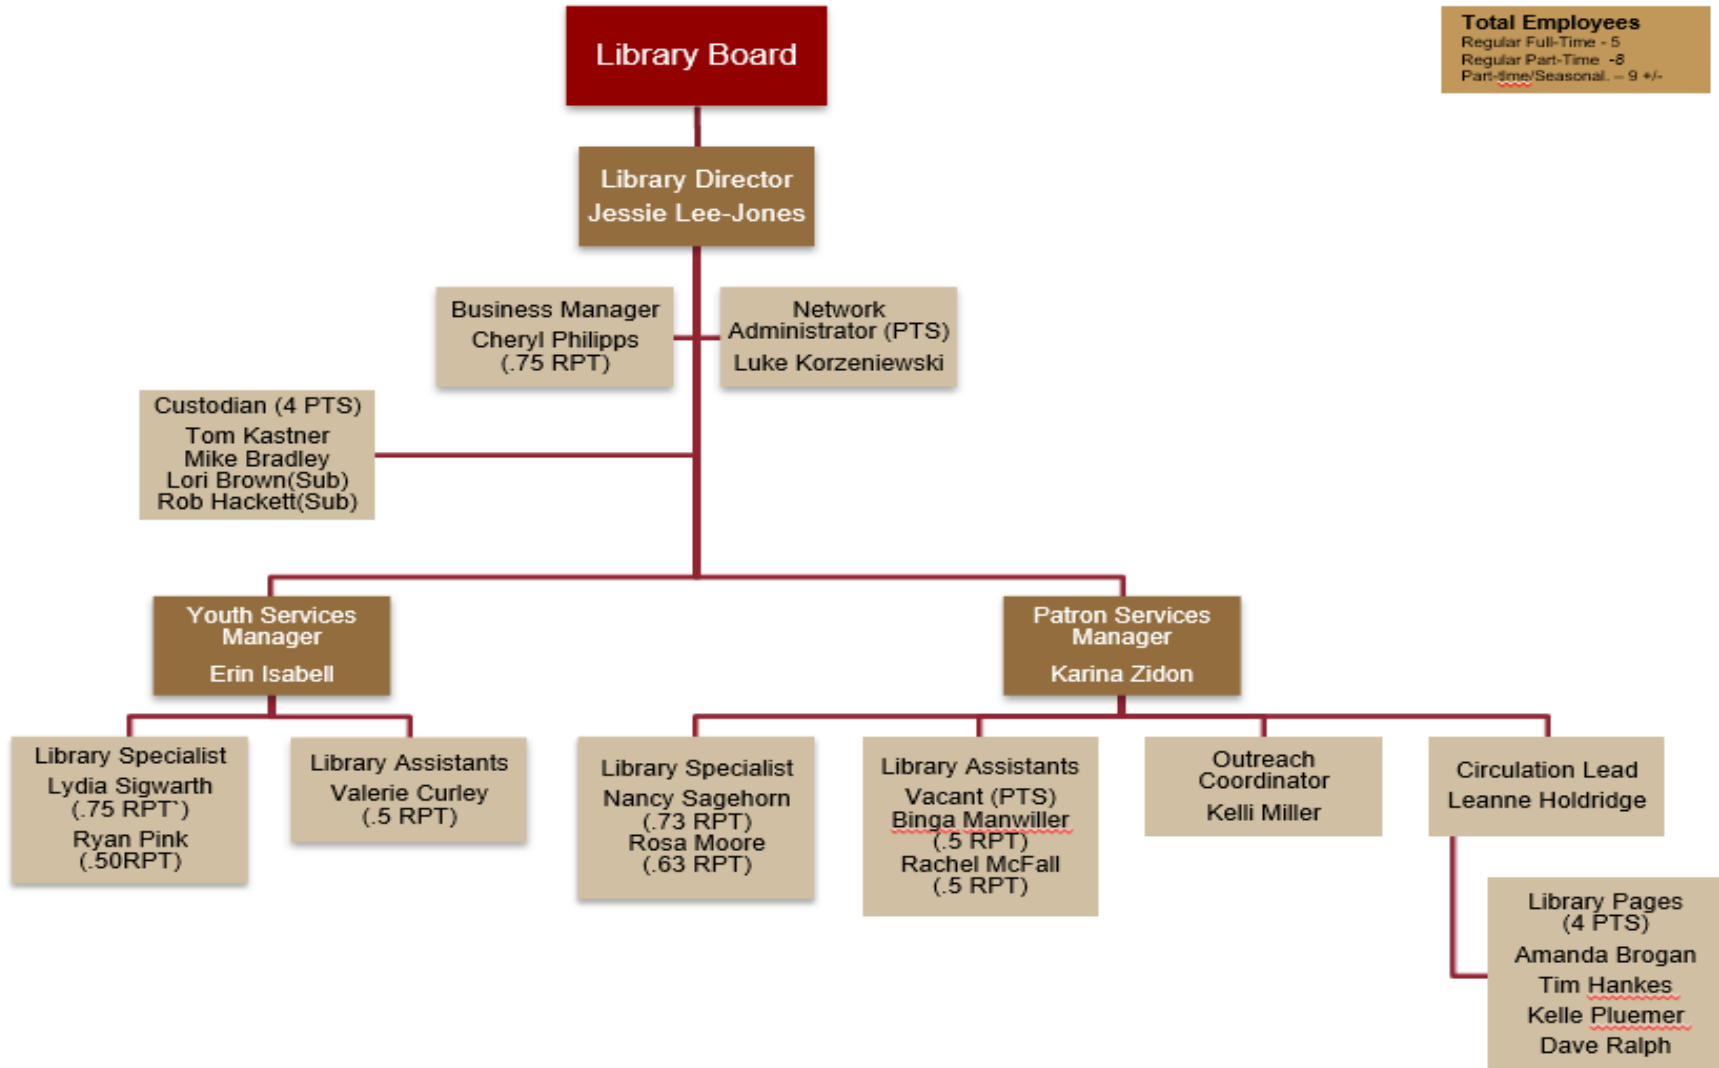 Library Board
Total Employees
Regular Full-Time - 5
Regular Part-Time -8
Part-time/Seasonal. – 9 +/-
Library Director
Jessie Lee-Jones
Business Manager
Cheryl Philipps
(.75 RPT)
Network
Administrator (PTS)
Luke Korzeniewski
Custodian (4 PTS)
Tom Kastner
Mike Bradley
Lori Brown(Sub)
Rob Hackett(Sub)
Youth Services
Manager
Erin Isabell
Patron Services
Manager
Karina Zidon
Library Specialist
Lydia Sigwarth
(.75 RPT`)
Ryan Pink
(.50RPT)
Library Assistants
Valerie Curley
(.5 RPT)
Library Specialist
Nancy Sagehorn
(.73 RPT)
Rosa Moore
(.63 RPT)
Library Assistants
Vacant (PTS)
Binga Manwiller
(.5 RPT)
Rachel McFall
(.5 RPT)
Outreach
Coordinator
Kelli Miller
Circulation Lead
Leanne Holdridge
Library Pages
(4 PTS)
Amanda Brogan
Tim Hankes
Kelle Pluemer
Dave Ralph